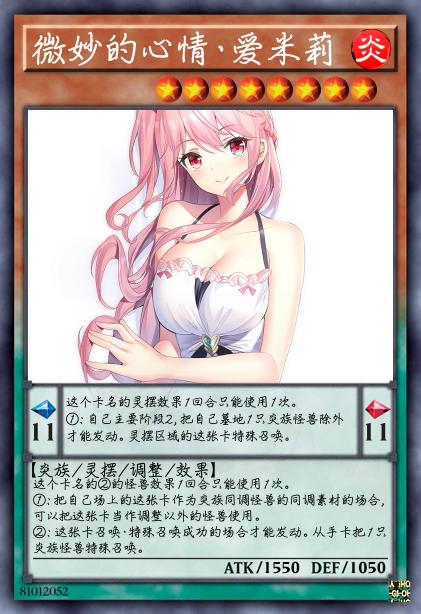 微妙的心情·爱米莉 炎
这个卡名的灵摆效果1回合只能使用1次。
①:自己主要阶段2,把自己墓地1只炎族怪兽除外
才能发动。灵摆区域的这张卡特殊召唤。
11
11
【炎族/灵摆/调整/效果】
这个卡名的②的怪兽效果1回合只能使用1次。
①:把自己场上的这张卡作为炎族同调怪兽的同调素材的场合,
可以把这张卡当作调整以外的怪兽使用。
②:这张卡召唤·特殊召唤成功的场合才能发动。从手卡把1只
炎族怪兽特殊召唤。
ATK/1550 DEF/1050
81012052